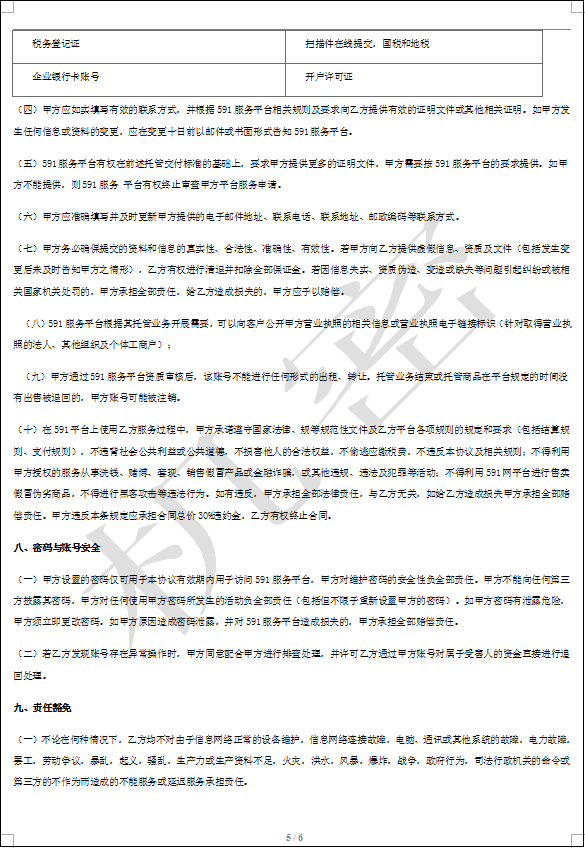 税务登记证 扫描件在线提交，国税和地税
企业银行卡账号 开户许可证
（四）甲方应如实填写有效的联系方式，并根据 591 服务平台相关规则及要求向乙方提供有效的证明文件或其他相关证明。如甲方发
生任何信息或资料的变更，应在变更十日前以邮件或书面形式告知 591 服务平台。
（五）591 服务平台有权在前述托管交付标准的基础上，要求甲方提供更多的证明文件，甲方需要按 591 服务平台的要求提供。如甲
方不能提供，则 591 服务 平台有权终止审查甲方平台服务申请。
（六）甲方应准确填写并及时更新甲方提供的电子邮件地址、联系电话、联系地址、邮政编码等联系方式。
（七）甲方务必确保提交的资料和信息的真实性、合法性、准确性、有效性。若甲方向乙方提供虚假信息、资质及文件（包括发生变
更后未及时告知甲方之情形），乙方有权进行清退并扣除全部保证金。若因信息失实、资质伪造、变造或缺失等问题引起纠纷或被相
关国家机关处罚的，甲方承担全部责任，给乙方造成损失的，甲方应予以赔偿。
（八）591 服务平台根据其托管业务开展需要，可以向客户公开甲方营业执照的相关信息或营业执照电子链接标识（针对取得营业执
照的法人、其他组织及个体工商户）；
（九）甲方通过 591 服务平台资质审核后，该账号不能进行任何形式的出租、转让。托管业务结束或托管商品在平台规定的时间没
有出售被退回的，甲方账号可能被注销。
（十）在 591 平台上使用乙方服务过程中，甲方承诺遵守国家法律、规等规范性文件及乙方平台各项规则的规定和要求（包括结算规
则、支付规则），不违背社会公共利益或公共道德，不损害他人的合法权益，不偷逃应缴税费，不违反本协议及相关规则；不得利用
甲方授权的服务从事洗钱、赌博、套现、销售假冒产品或金融诈骗，或其他违规、违法及犯罪等活动；不得利用 591 网平台进行售卖
假冒伪劣商品，不得进行黑客攻击等违法行为。如有违反，甲方承担全部法律责任，与乙方无关，如给乙方造成损失甲方承担全部赔
偿责任。甲方违反本条规定应承担合同总价 30%违约金，乙方有权终止合同。
八、密码与账号安全
（一）甲方设置的密码仅可用于本协议有效期内用于访问 591 服务平台，甲方对维护密码的安全性负全部责任。甲方不能向任何第三
方披露其密码，甲方对任何使用甲方密码所发生的活动负全部责任（包括但不限于重新设置甲方的密码）。如甲方密码有泄露危险，
甲方须立即更改密码。如甲方原因造成密码泄露，并对 591 服务平台造成损失的，甲方承担全部赔偿责任。
（二）若乙方发现账号存在异常操作时，甲方同意配合甲方进行排查处理，并许可乙方通过甲方账号对属于受害人的资金直接进行追
回处理。
九、责任豁免
（一）不论在何种情况下，乙方均不对由于信息网络正常的设备维护，信息网络连接故障，电脑、通讯或其他系统的故障，电力故障，
罢工，劳动争议，暴乱，起义，骚乱，生产力或生产资料不足，火灾，洪水，风暴，爆炸，战争，政府行为，司法行政机关的命令或
第三方的不作为而造成的不能服务或延迟服务承担责任。
机密
5 / 6